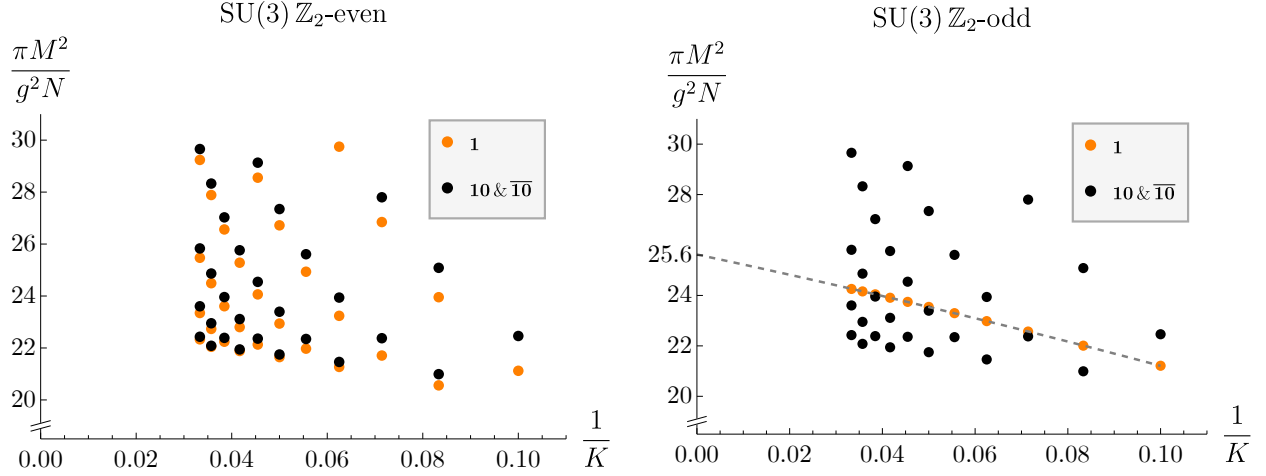 SU(3) ℤ₂-even
πM²
g²N
30
28
26
24
22
20
1
10 & \overline{10}
0.00
0.02
0.04
0.06
0.08
0.10
1
K
SU(3) ℤ₂-odd
πM²
g²N
30
28
25.6
24
22
20
1
10 & \overline{10}
0.00
0.02
0.04
0.06
0.08
0.10
1
K